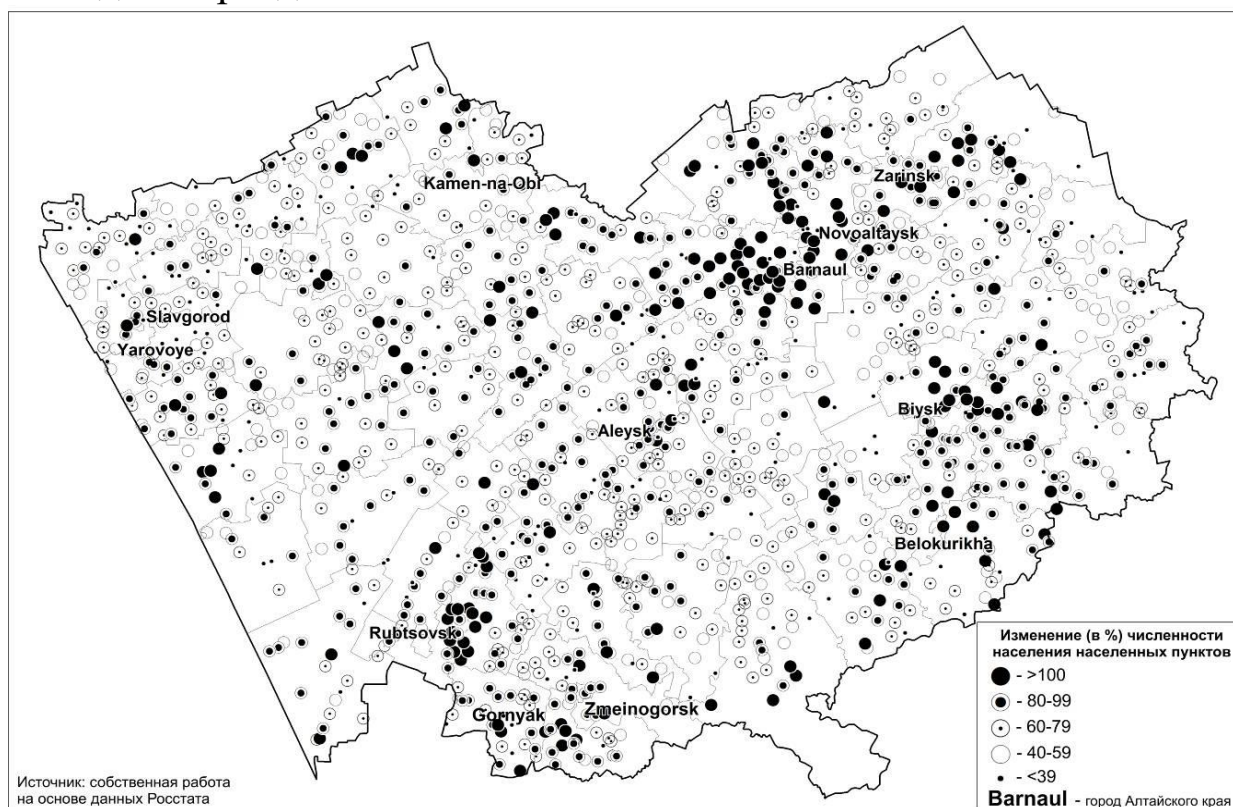 Kamen-na-Obi
Zarinsk
Novoaltaysk
Barnaul
Slavgorod
Yarovoye
Biysk
Aleysk
Belokurikha
Rubtsovsk
Gornyak
Zmeinogorsk
Изменение (в %) численности
населения населенных пунктов
- >100
- 80-99
- 60-79
- 40-59
- <39
Barnaul - город Алтайского края
Источник: собственная работа
на основе данных Росстата